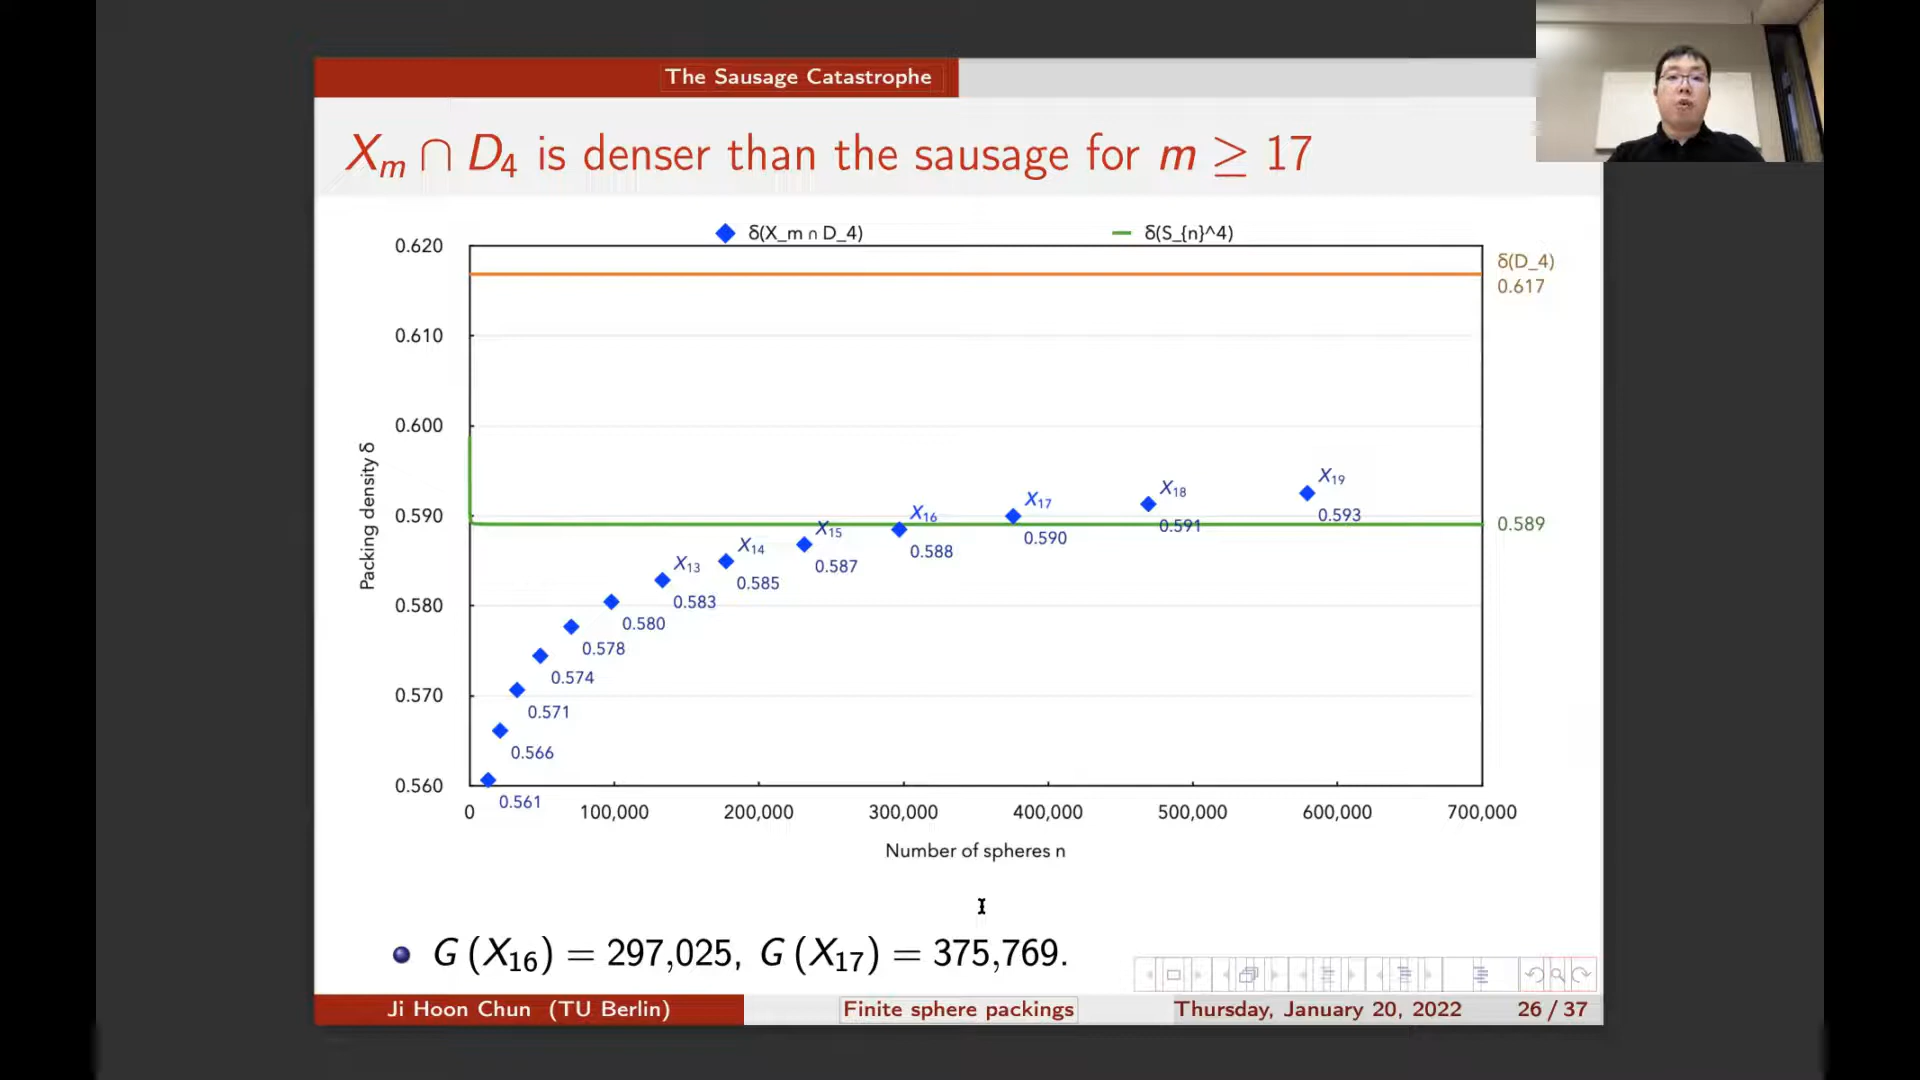 The Sausage Catastrophe
Xₘ ∩ D₄ is denser than the sausage for m ≥ 17
δ(X_m ∩ D_4)
δ(S_{n}^4)
0.620
0.610
0.600
0.590
0.580
0.570
0.560
Packing density δ
δ(D_4)
0.617
0.589
X₁₃
X₁₄
X₁₅
X₁₆
X₁₇
X₁₈
X₁₉
0.561
0.566
0.571
0.574
0.578
0.580
0.583
0.585
0.587
0.588
0.590
0.591
0.593
0 100,000 200,000 300,000 400,000 500,000 600,000 700,000
Number of spheres n
G (X₁₆) = 297,025, G (X₁₇) = 375,769.
Ji Hoon Chun (TU Berlin) Finite sphere packings Thursday, January 20, 2022 26 / 37